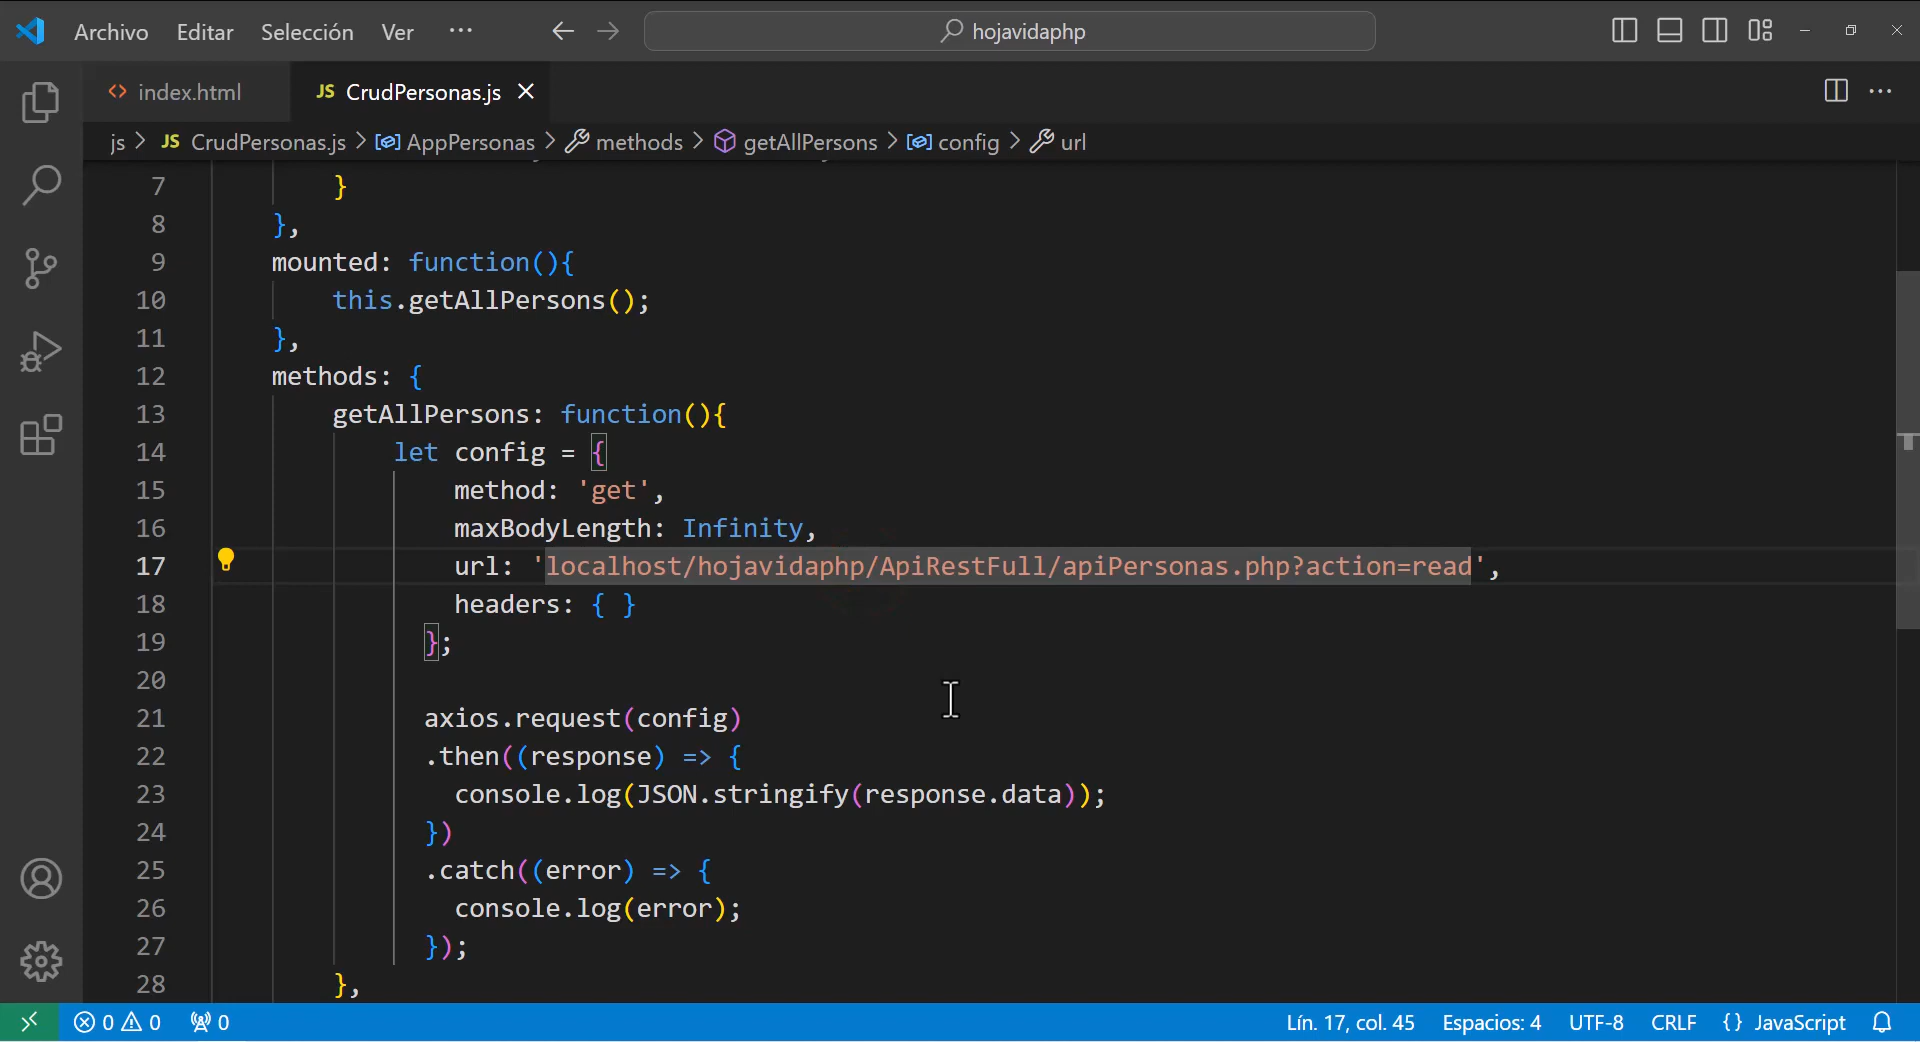 Archivo Editar Selección Ver ··· hojavidaphp
index.html JS CrudPersonas.js
js > JS CrudPersonas.js > AppPersonas > methods > getAllPersons > config > url
7 }
8 },
9 mounted: function(){
10 this.getAllPersons();
11 },
12 methods: {
13 getAllPersons: function(){
14 let config = {
15 method: 'get',
16 maxBodyLength: Infinity,
17 url: 'localhost/hojavidaphp/ApiRestFull/apiPersonas.php?action=read',
18 headers: { }
19 };
20
21 axios.request(config)
22 .then((response) => {
23 console.log(JSON.stringify(response.data));
24 })
25 .catch((error) => {
26 console.log(error);
27 });
28 },
0 0 0 Lín. 17, col. 45 Espacios: 4 UTF-8 CRLF {} JavaScript